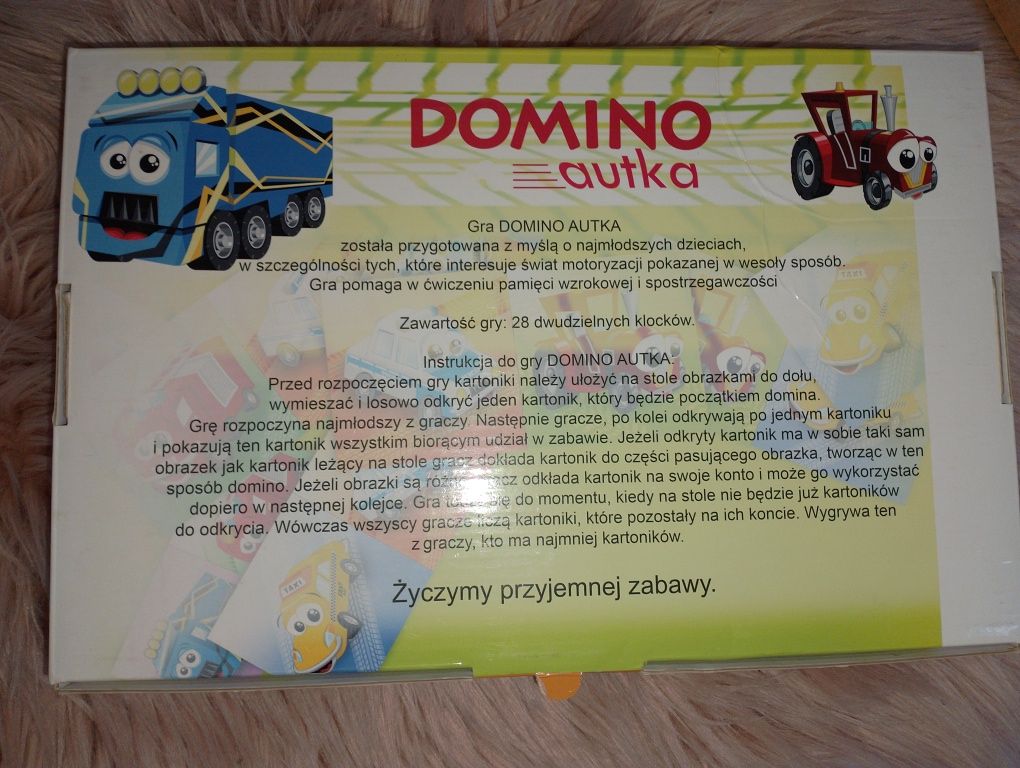 DOMINO
autka
Gra DOMINO AUTKA
została przygotowana z myślą o najmłodszych dzieciach,
w szczególności tych, które interesuje świat motoryzacji pokazanej w wesoły sposób.
Gra pomaga w ćwiczeniu pamięci wzrokowej i spostrzegawczości
Zawartość gry: 28 dwudzielnych klocków.
Instrukcja do gry DOMINO AUTKA:
Przed rozpoczęciem gry kartoniki należy ułożyć na stole obrazkami do dołu,
wymieszać i losowo odkryć jeden kartonik, który będzie początkiem domina.
Grę rozpoczyna najmłodszy z graczy. Następnie gracze, po kolei odkrywają po jednym kartoniku
i pokazują ten kartonik wszystkim biorącym udział w zabawie. Jeżeli odkryty kartonik ma w sobie taki sam
obrazek jak kartonik leżący na stole gracz dokłada kartonik do części pasującego obrazka, tworząc w ten
sposób domino. Jeżeli obrazki są odkłada kartonik na swoje konto i może go wykorzystać
dopiero w następnej kolejce. Gra do momentu, kiedy na stole nie będzie już kartoników
do odkrycia. Wówczas wszyscy gracze liczą kartoniki, które pozostały na ich koncie. Wygrywa ten
z graczy, kto ma najmniej kartoników.
Życzymy przyjemnej zabawy.
TAXI
TAXI